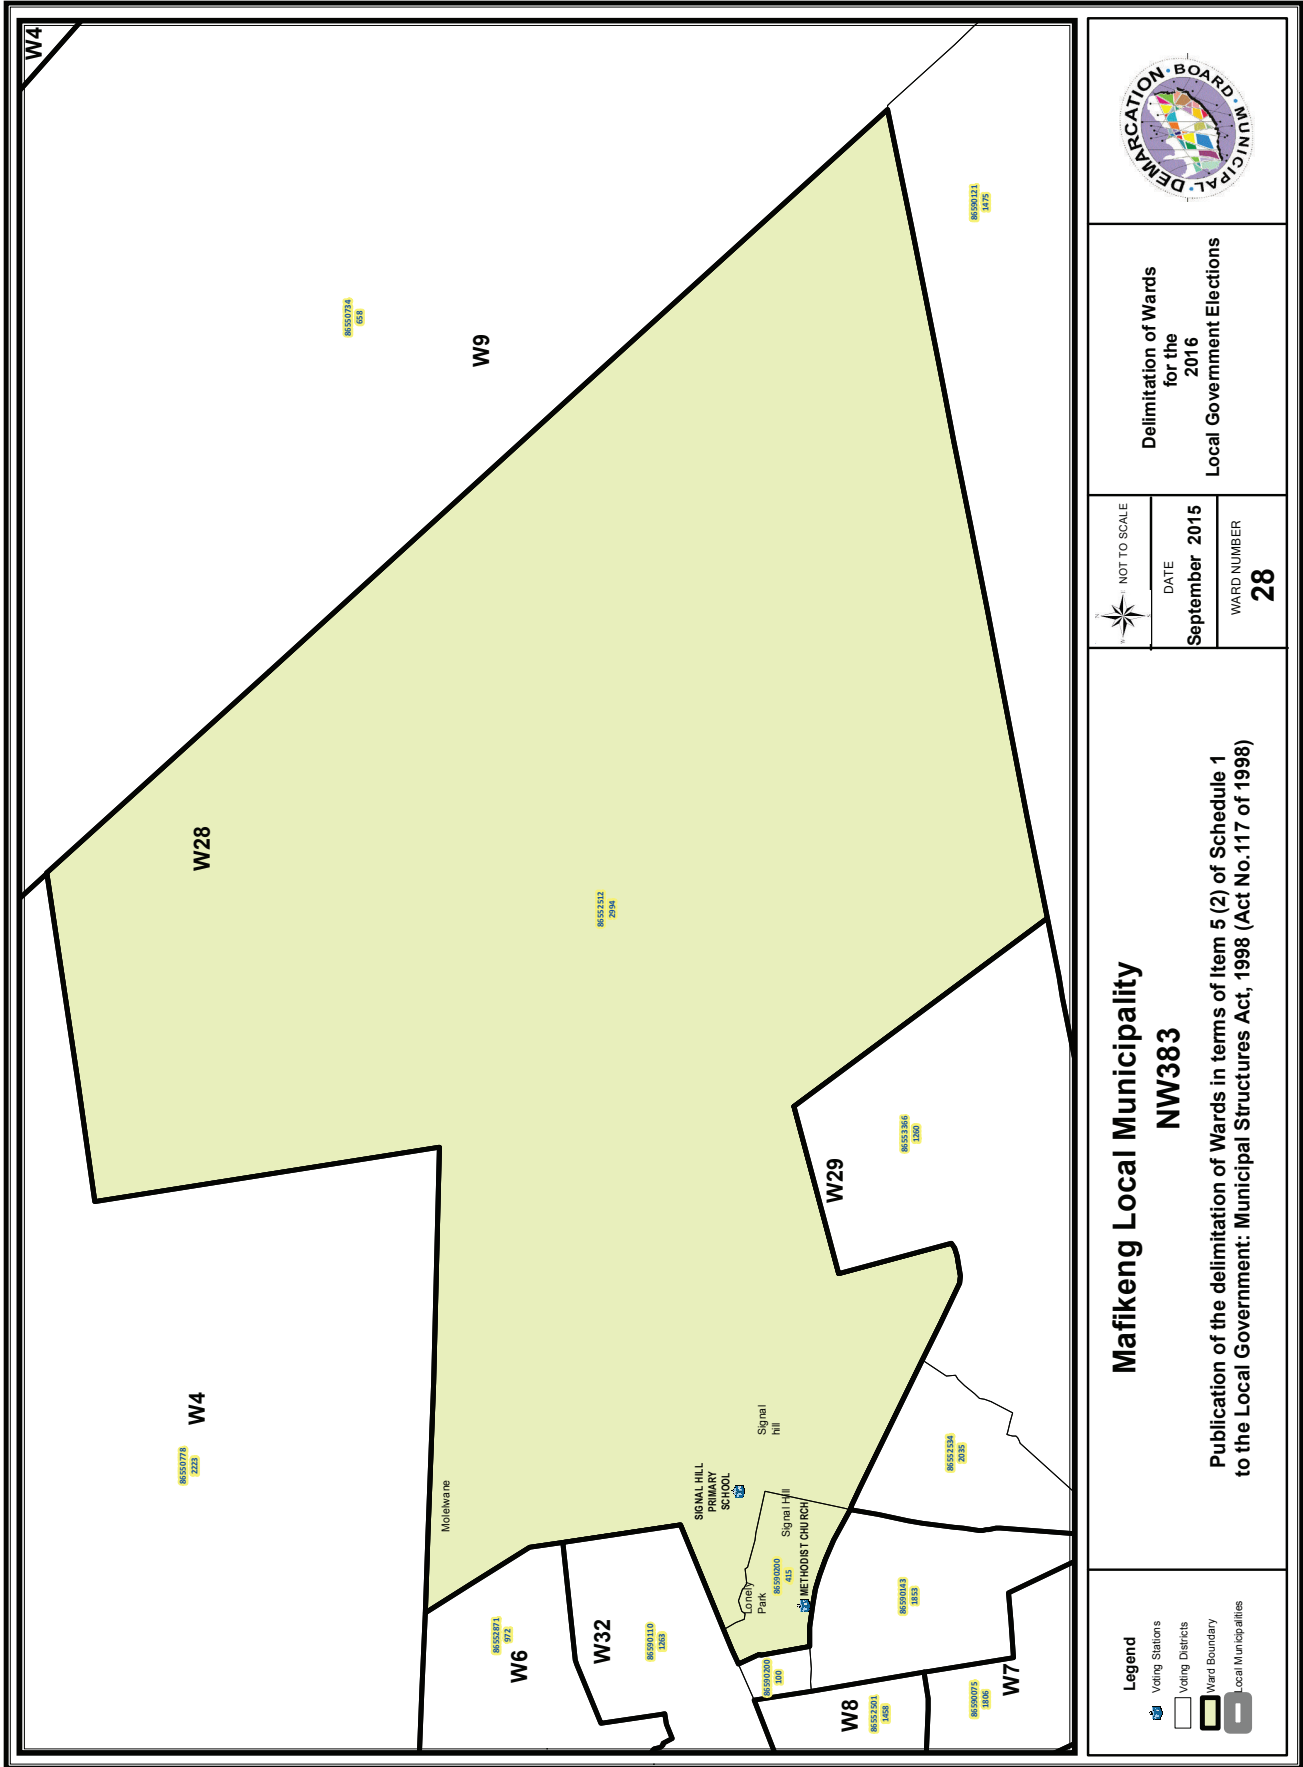 W4
86550734
658
W9
W28
86590121
1475
86552512
2994
W4
86550778
2223
Molelwane
W29
86553366
1260
Signal
hill
SIGNAL HILL
PRIMARY
SCHOOL
Signal Hill
METHODIST CHURCH
Lonely
Park
86590200
415
86552534
2035
86552871
972
W6
W32
86590110
1263
86590200
100
86590143
1853
W8
86552501
1458
86590075
1806
W7
Legend
Voting Stations
Voting Districts
Ward Boundary
Local Municipalities
Mafikeng Local Municipality
NW383
Publication of the delimitation of Wards in terms of Item 5 (2) of Schedule 1
to the Local Government: Municipal Structures Act, 1998 (Act No.117 of 1998)
NOT TO SCALE
DATE
September 2015
WARD NUMBER
28
Delimitation of Wards
for the
2016
Local Government Elections
MUNICIPAL DEMARCATION BOARD